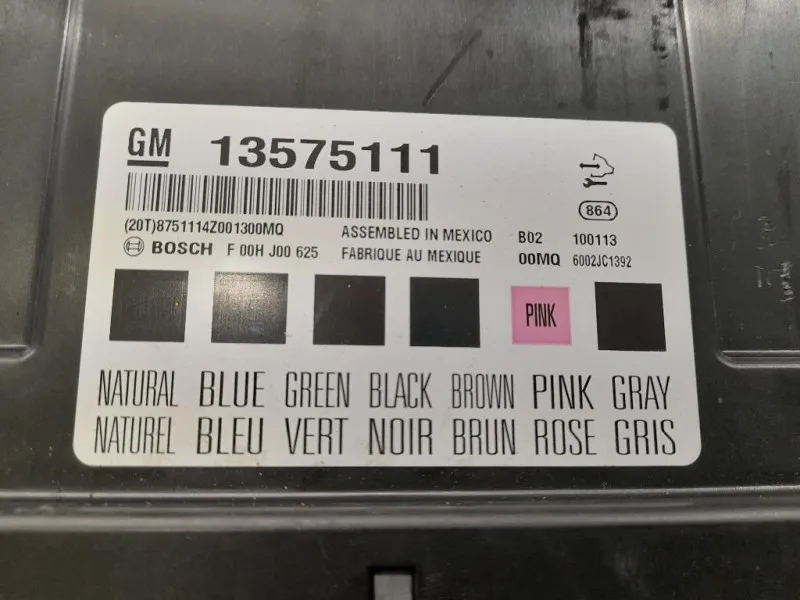 GM 13575111
864
(20T)8751114Z001300MQ ASSEMBLED IN MEXICO B02 100113
BOSCH F 00H J00 625 FABRIQUE AU MEXIQUE 00MQ 6002JC1392
PINK
NATURAL BLUE GREEN BLACK BROWN PINK GRAY
NATUREL BLEU VERT NOIR BRUN ROSE GRIS